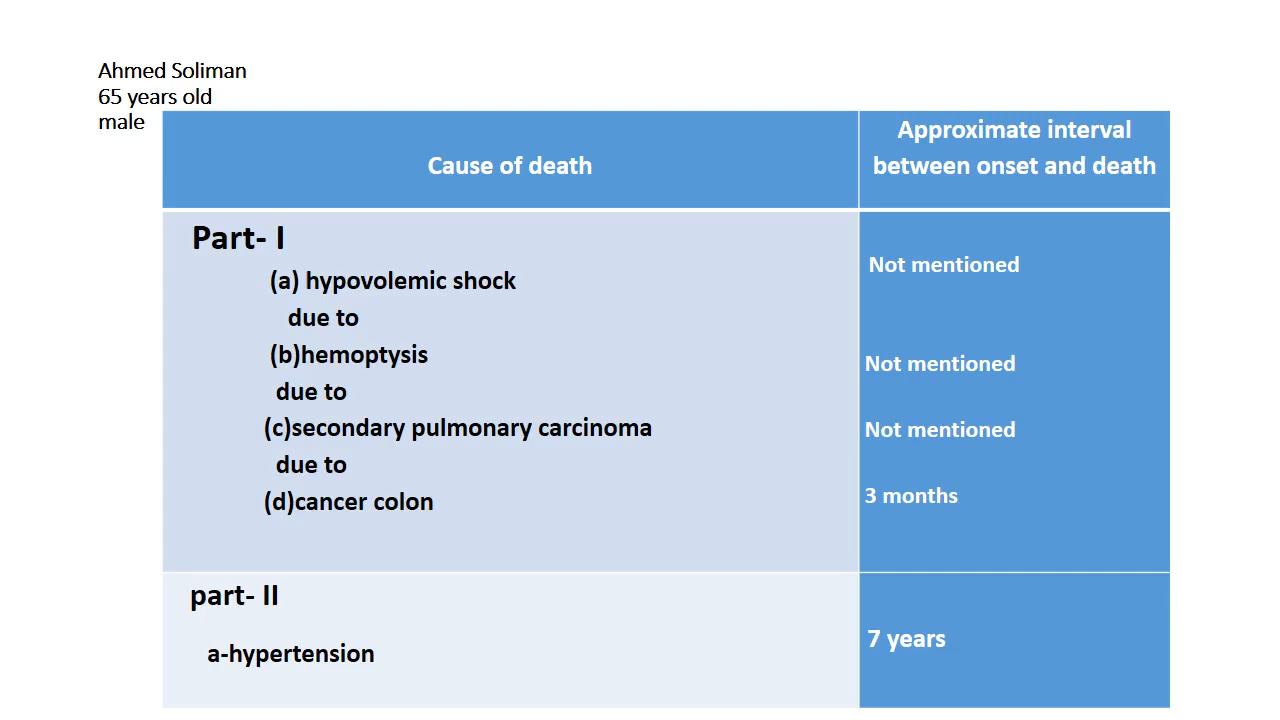 Ahmed Soliman
65 years old
male
Cause of death
Approximate interval
between onset and death
Part- I
(a) hypovolemic shock
due to
(b)hemoptysis
due to
(c)secondary pulmonary carcinoma
due to
(d)cancer colon
Not mentioned
Not mentioned
Not mentioned
3 months
part- II
a-hypertension
7 years